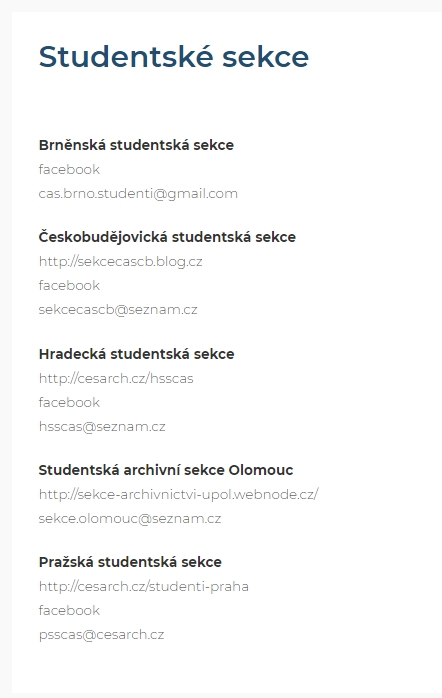 Studentské sekce
Brněnská studentská sekce
facebook
cas.brno.studenti@gmail.com
Českobudějovická studentská sekce
http://sekcecascb.blog.cz
facebook
sekcecascb@seznam.cz
Hradecká studentská sekce
http://cesarch.cz/hsscas
facebook
hsscas@seznam.cz
Studentská archivní sekce Olomouc
http://sekce-archivnictvi-upol.webnode.cz/
sekce.olomouc@seznam.cz
Pražská studentská sekce
http://cesarch.cz/studenti-praha
facebook
psscas@cesarch.cz